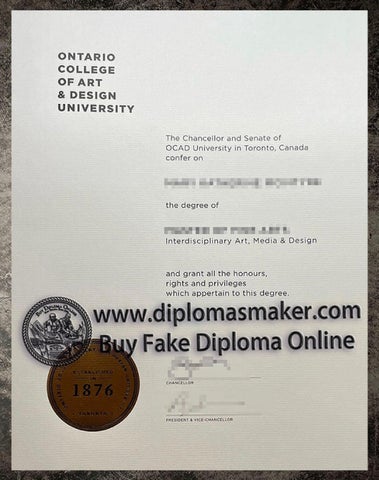 ONTARIO
COLLEGE
OF ART
& DESIGN
UNIVERSITY
The Chancellor and Senate of
OCAD University in Toronto, Canada
confer on
the degree of
Interdisciplinary Art, Media & Design
and grant all the honours,
rights and privileges
which appertain to this degree.
www.diplomasmaker.com
Buy Fake Diploma Online
ESTABLISHED
1876
TORONTO
CHANCELLOR
PRESIDENT & VICE-CHANCELLOR